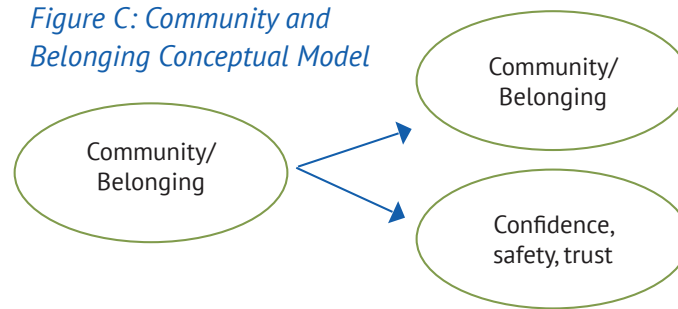 Figure C: Community and
Belonging Conceptual Model
Community/
Belonging
Community/
Belonging
Confidence,
safety, trust